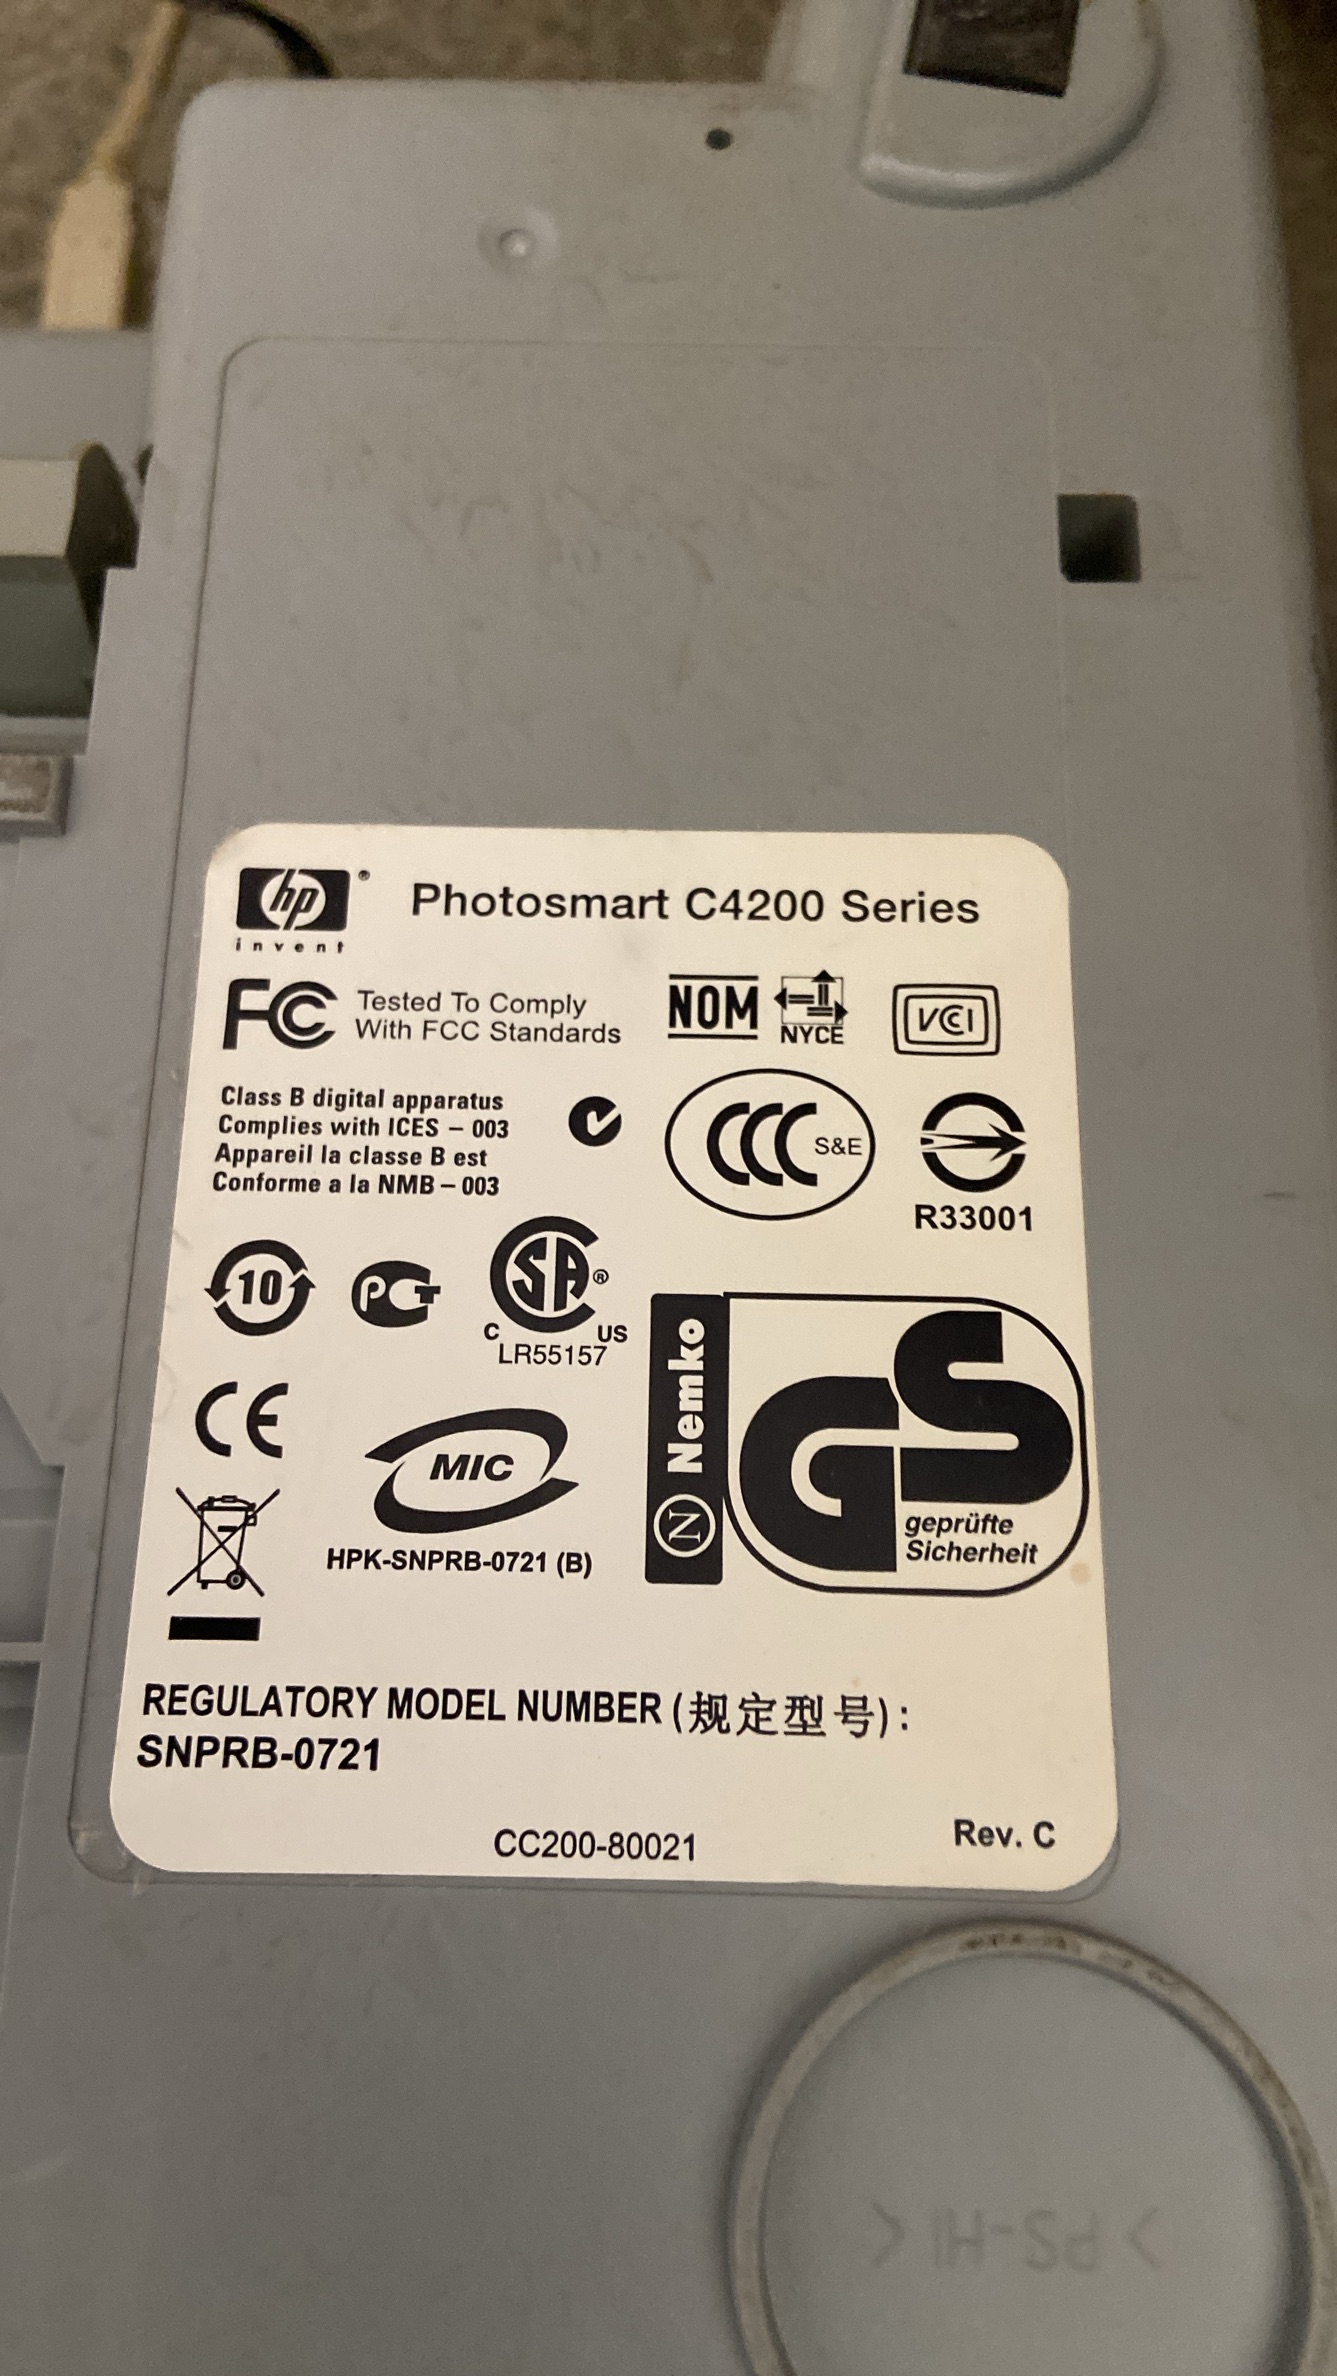 hp®
invent
Photosmart C4200 Series
FC Tested To Comply
With FCC Standards
NOM
NYCE
VCCI
Class B digital apparatus
Complies with ICES – 003
Appareil la classe B est
Conforme a la NMB – 003
CCC S&E
R33001
10
PCT
SA®
C US
LR55157
CE
MIC
HPK-SNPRB-0721 (B)
N Nemko
GS
geprüfte
Sicherheit
REGULATORY MODEL NUMBER (规定型号):
SNPRB-0721
CC200-80021
Rev. C
>PS-HI<